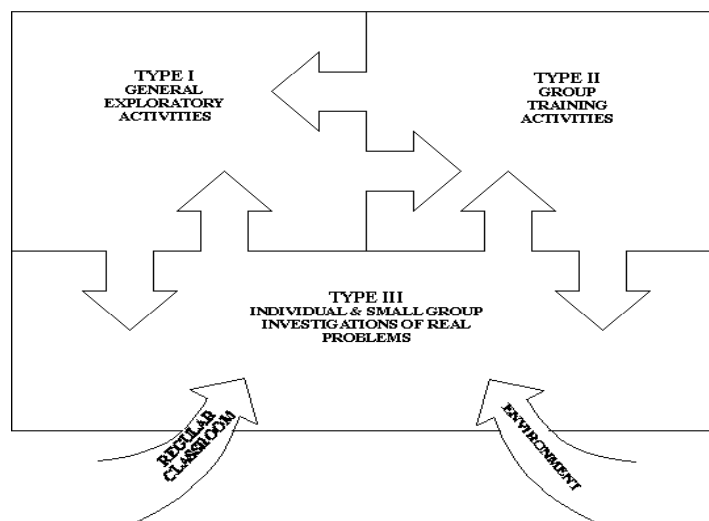 TYPE I
GENERAL
EXPLORATORY
ACTIVITIES
TYPE II
GROUP
TRAINING
ACTIVITIES
TYPE III
INDIVIDUAL & SMALL GROUP
INVESTIGATIONS OF REAL
PROBLEMS
REGULAR
CLASSROOM
ENVIRONMENT